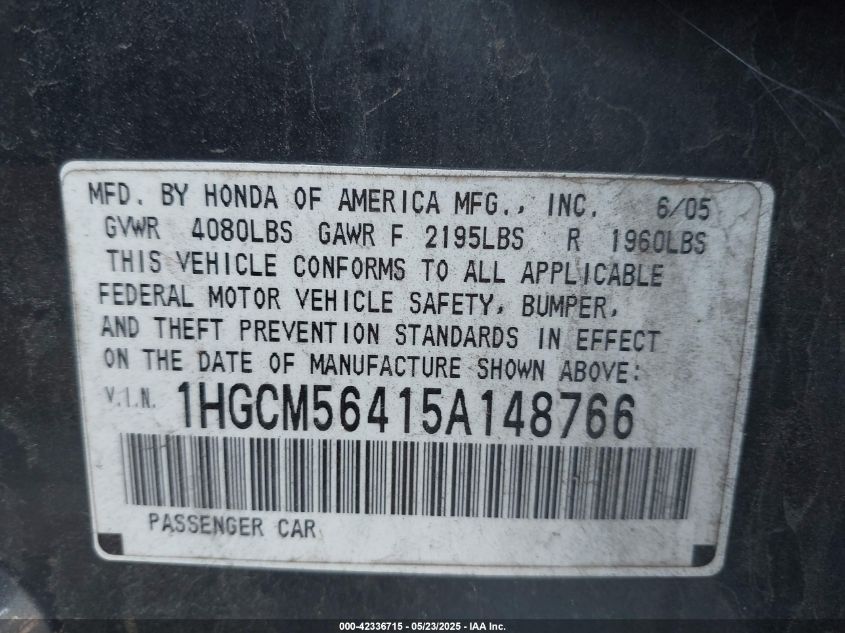 MFD. BY HONDA OF AMERICA MFG., INC. 6/05
GVWR 4080LBS GAWR F 2195LBS R 1960LBS
THIS VEHICLE CONFORMS TO ALL APPLICABLE
FEDERAL MOTOR VEHICLE SAFETY, BUMPER,
AND THEFT PREVENTION STANDARDS IN EFFECT
ON THE DATE OF MANUFACTURE SHOWN ABOVE:
V.I.N. 1HGCM56415A148766
PASSENGER CAR
000-42336715 - 05/23/2025 - IAA Inc.